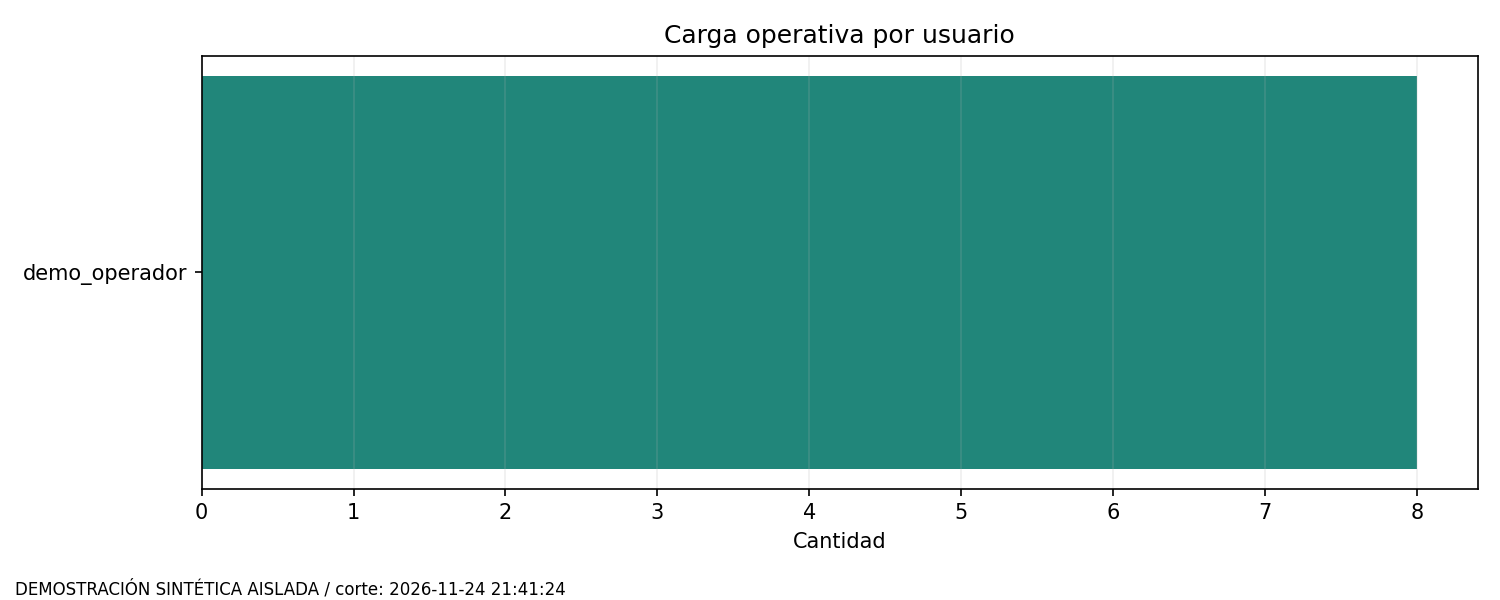 Carga operativa por usuario
demo_operador
0 1 2 3 4 5 6 7 8
Cantidad
DEMOSTRACIÓN SINTÉTICA AISLADA / corte: 2026-11-24 21:41:24